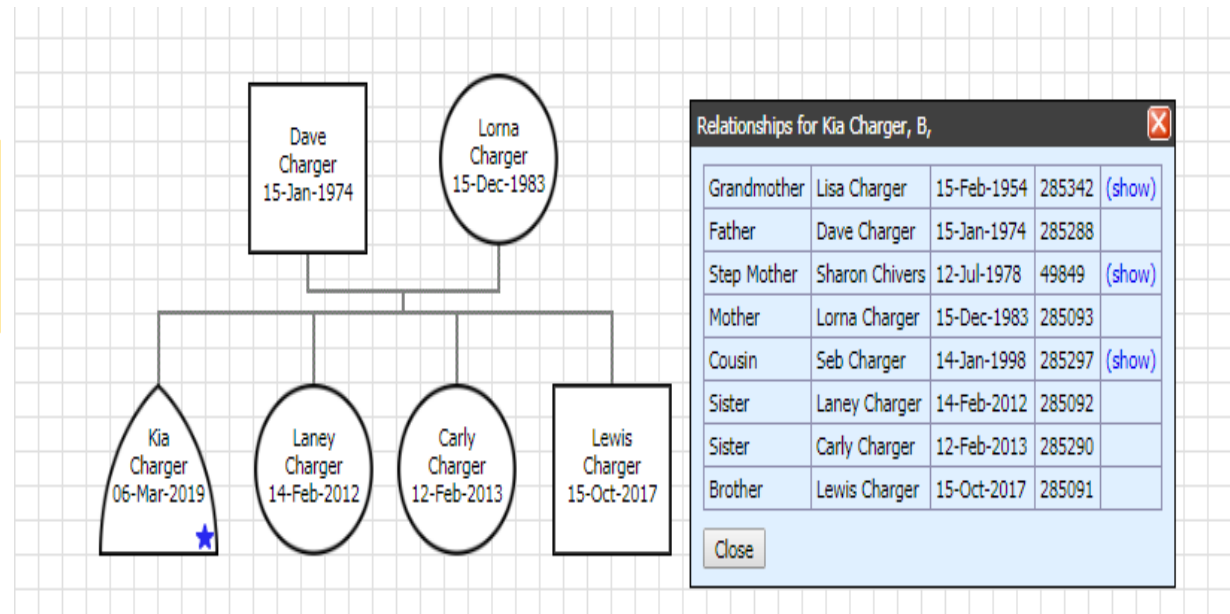 Dave
Charger
15-Jan-1974
Lorna
Charger
15-Dec-1983
Kia
Charger
06-Mar-2019
Laney
Charger
14-Feb-2012
Carly
Charger
12-Feb-2013
Lewis
Charger
15-Oct-2017
Relationships for Kia Charger, B,
Grandmother Lisa Charger 15-Feb-1954 285342 (show)
Father Dave Charger 15-Jan-1974 285288
Step Mother Sharon Chivers 12-Jul-1978 49849 (show)
Mother Lorna Charger 15-Dec-1983 285093
Cousin Seb Charger 14-Jan-1998 285297 (show)
Sister Laney Charger 14-Feb-2012 285092
Sister Carly Charger 12-Feb-2013 285290
Brother Lewis Charger 15-Oct-2017 285091
Close